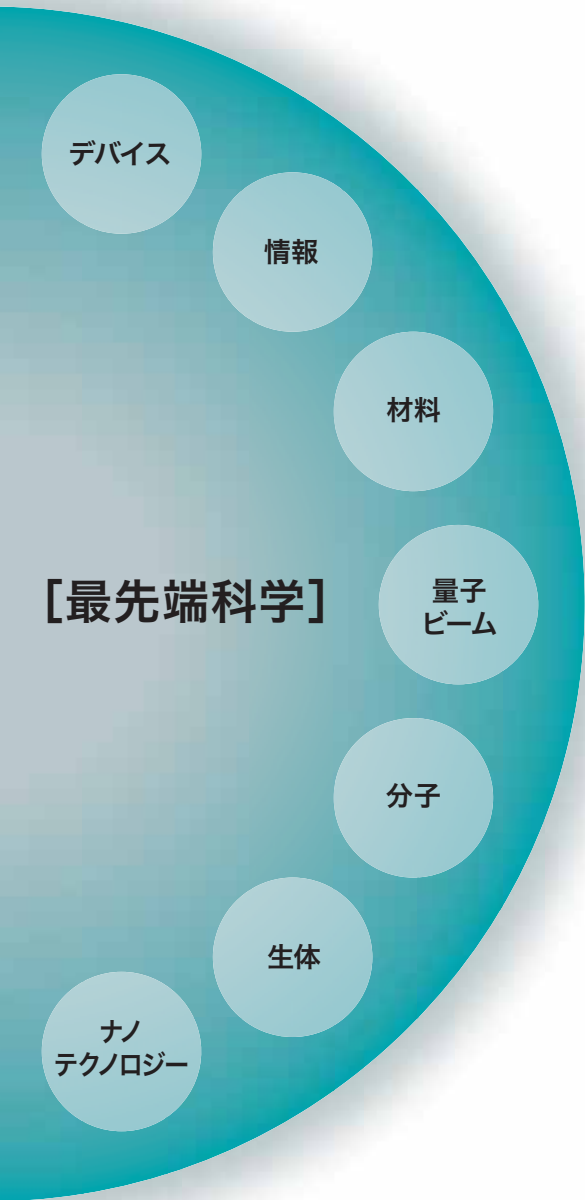 デバイス
情報
材料
[最先端科学]
量子
ビーム
分子
生体
ナノ
テクノロジー